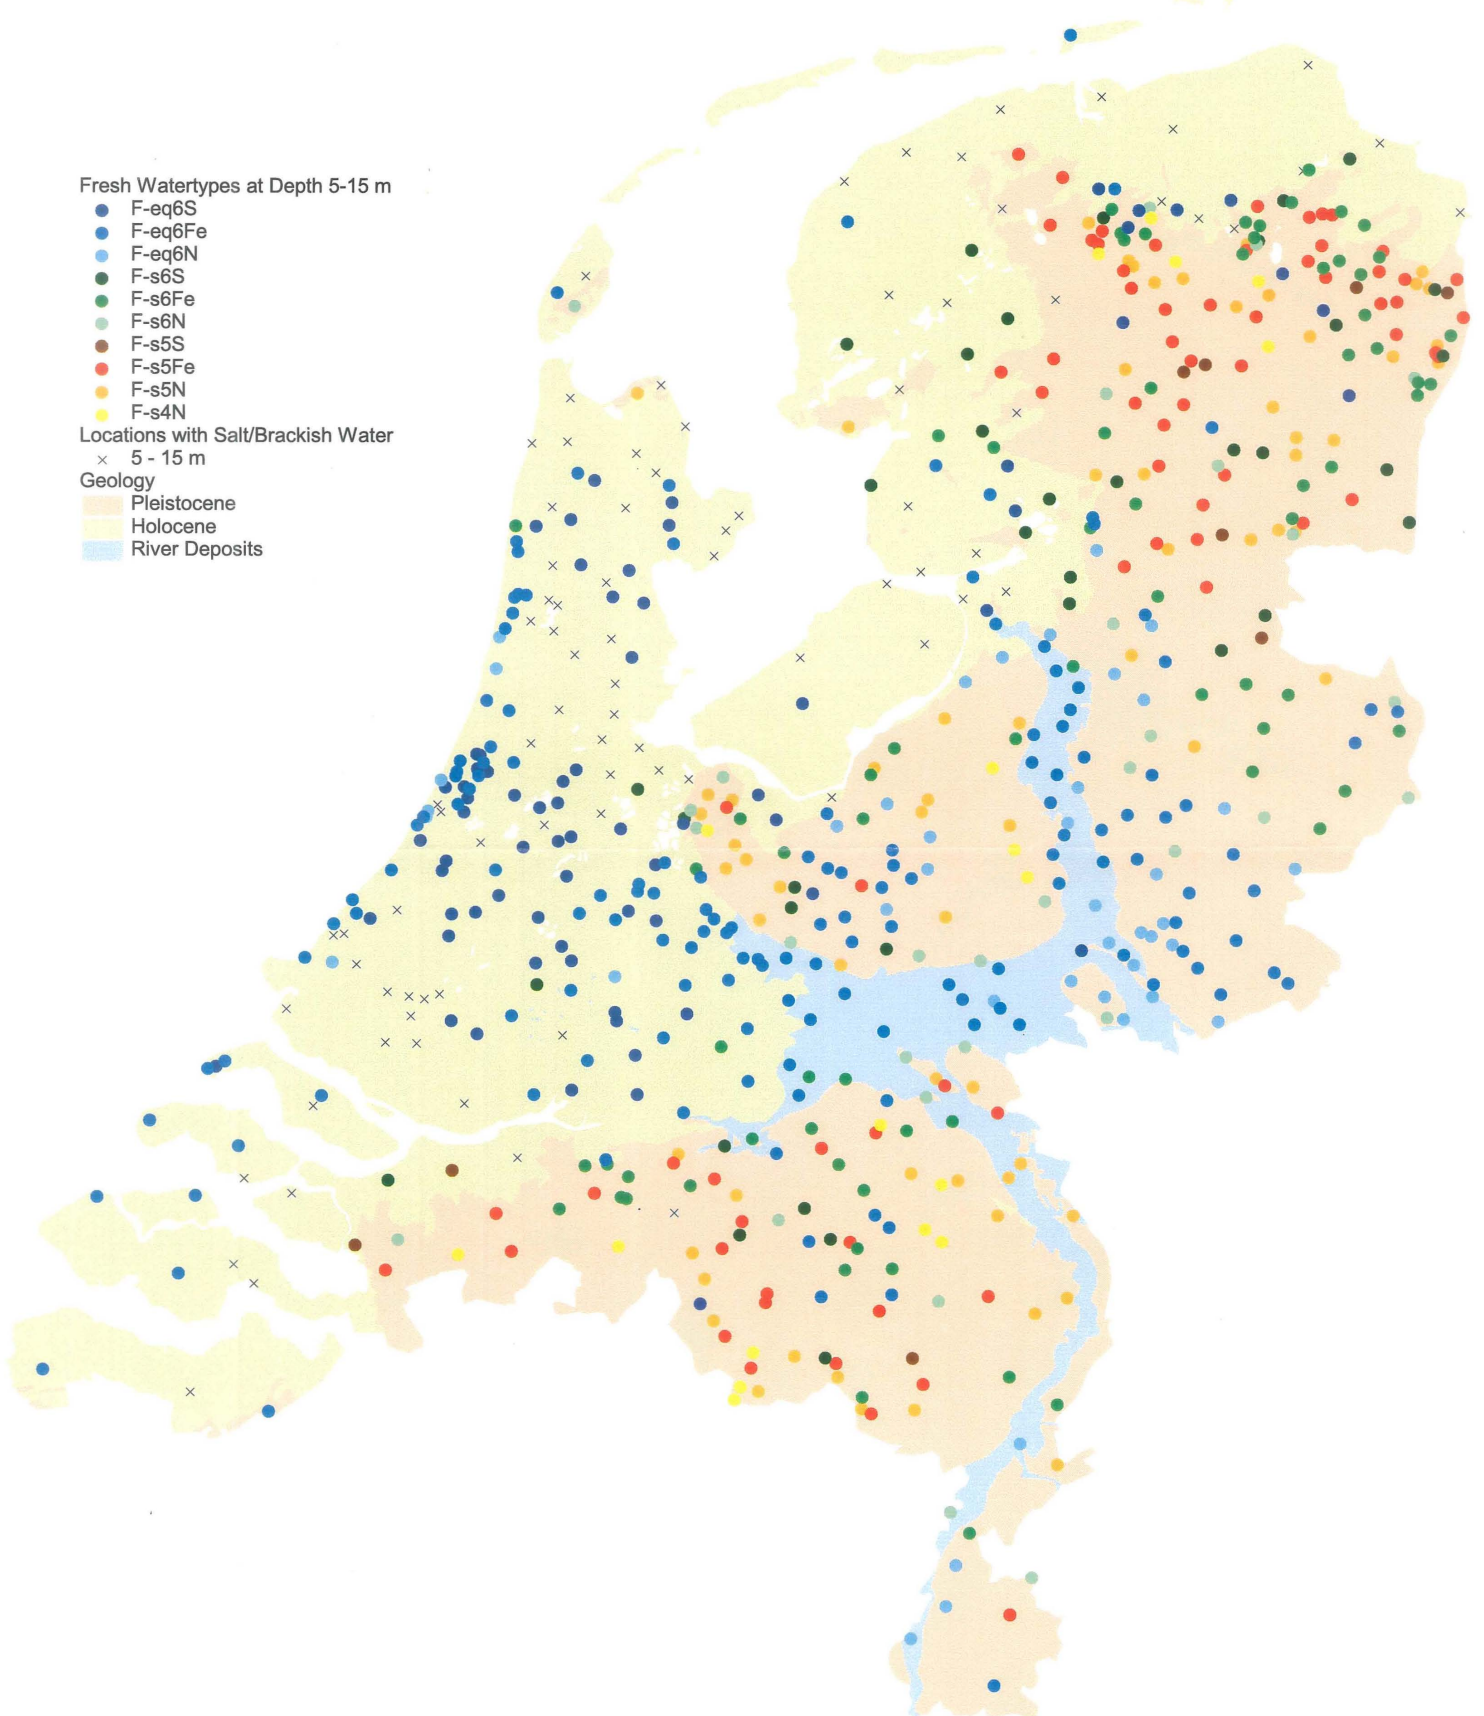 Fresh Watertypes at Depth 5-15 m
F-eq6S
F-eq6Fe
F-eq6N
F-s6S
F-s6Fe
F-s6N
F-s5S
F-s5Fe
F-s5N
F-s4N
Locations with Salt/Brackish Water
5 - 15 m
Geology
Pleistocene
Holocene
River Deposits